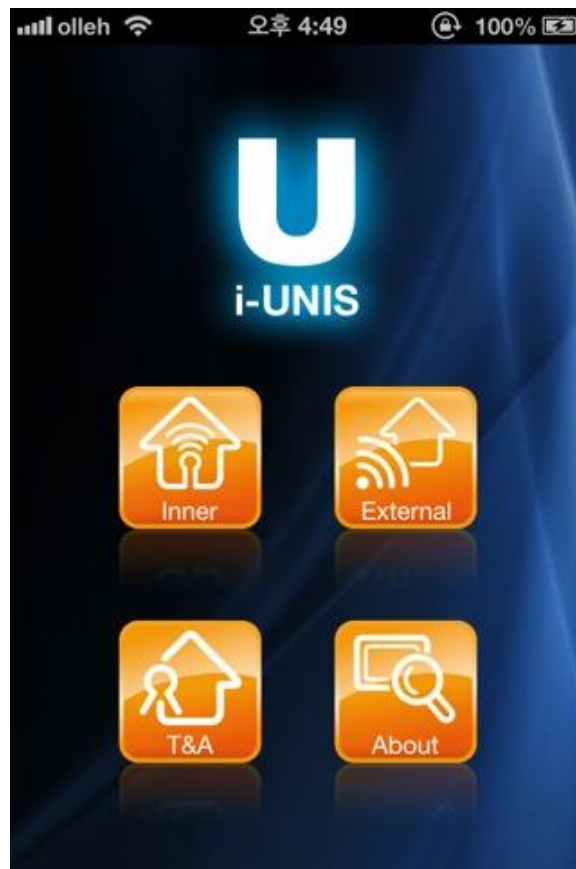 olleh 오후 4:49 100%
U
i-UNIS
Inner External
T&A About